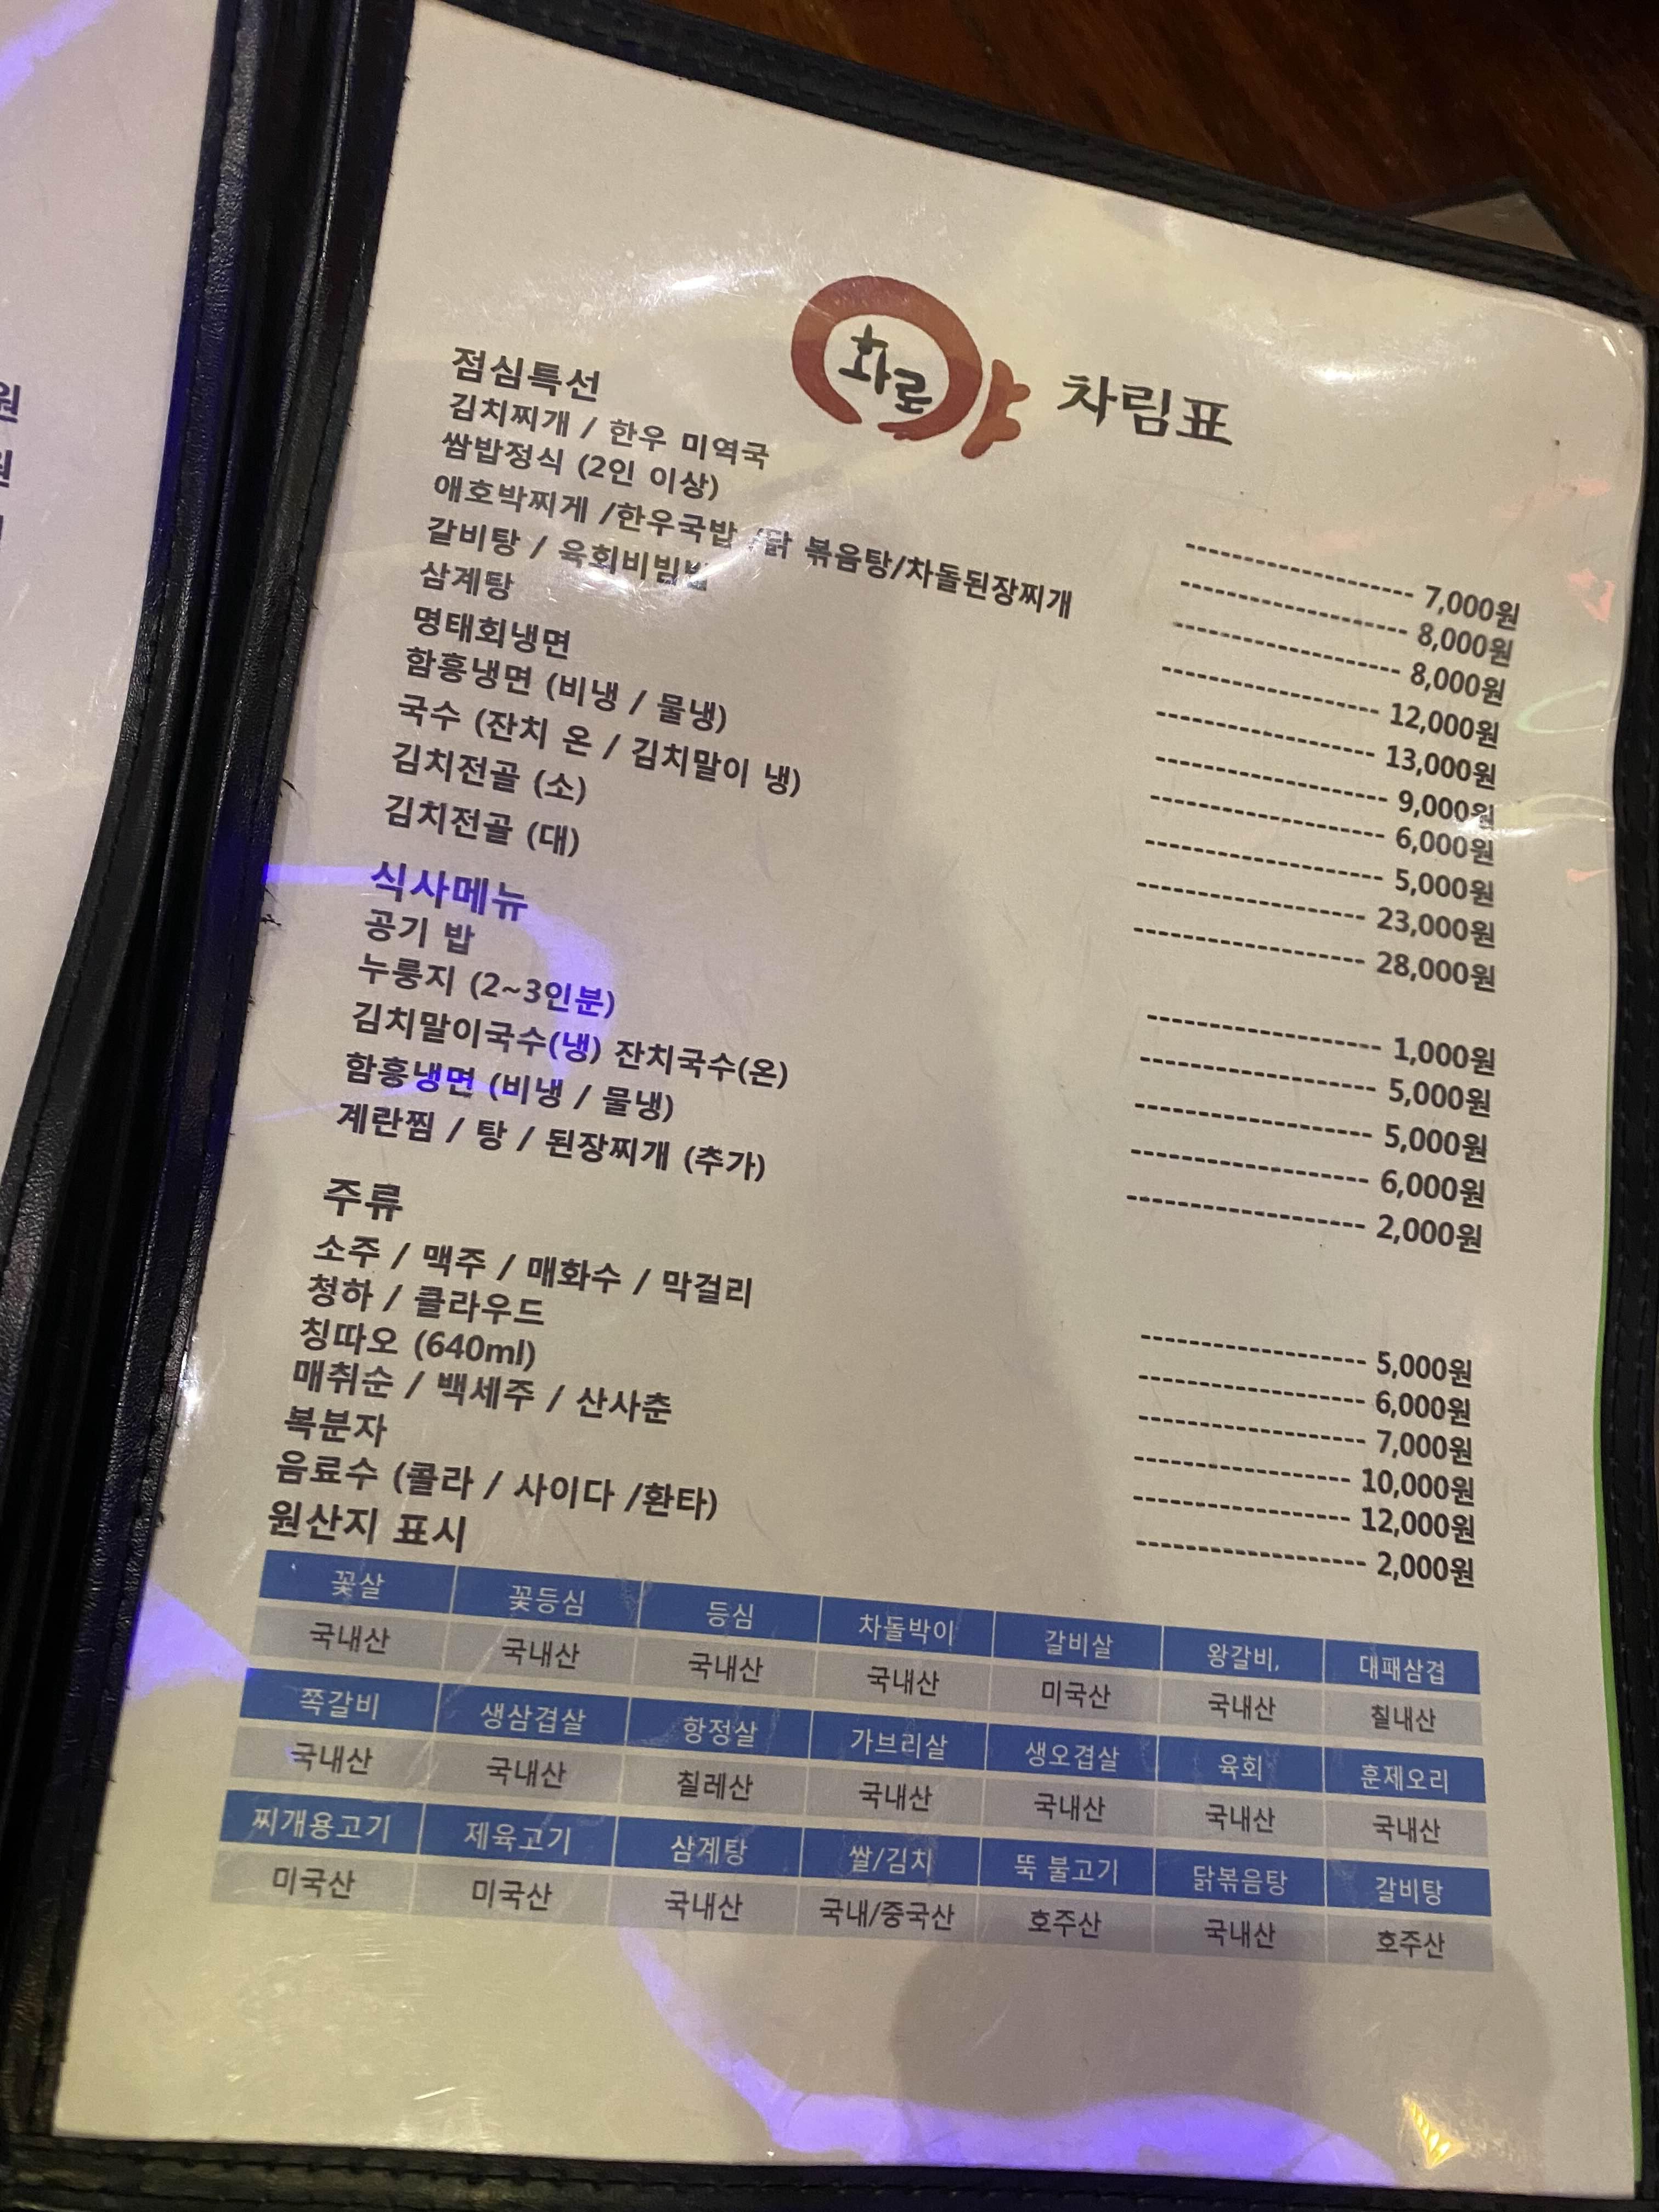 원
원
화로
야
차림표
점심특선
김치찌개 / 한우 미역국 ---------------- 7,000원
쌈밥정식 (2인 이상) ---------------- 8,000원
애호박찌게 /한우국밥 /닭 볶음탕/차돌된장찌개 ---------------- 8,000원
갈비탕 / 육회비빔밥 ---------------- 12,000원
삼계탕 ---------------- 13,000원
명태회냉면 ---------------- 9,000원
함흥냉면 (비냉 / 물냉) ---------------- 6,000원
국수 (잔치 온 / 김치말이 냉) ---------------- 5,000원
김치전골 (소) ---------------- 23,000원
김치전골 (대) ---------------- 28,000원
식사메뉴
공기 밥 ---------------- 1,000원
누룽지 (2~3인분) ---------------- 5,000원
김치말이국수(냉) 잔치국수(온) ---------------- 5,000원
함흥냉면 (비냉 / 물냉) ---------------- 6,000원
계란찜 / 탕 / 된장찌개 (추가) ---------------- 2,000원
주류
소주 / 맥주 / 매화수 / 막걸리 ---------------- 5,000원
청하 / 클라우드 ---------------- 6,000원
칭따오 (640ml) ---------------- 7,000원
매취순 / 백세주 / 산사춘 ---------------- 10,000원
복분자 ---------------- 12,000원
음료수 (콜라 / 사이다 /환타) ---------------- 2,000원
원산지 표시
꽃살 꽃등심 등심 차돌박이 갈비살 왕갈비, 대패삼겹
국내산 국내산 국내산 국내산 미국산 국내산 칠내산
쪽갈비 생삼겹살 항정살 가브리살 생오겹살 육회 훈제오리
국내산 국내산 칠레산 국내산 국내산 국내산 국내산
찌개용고기 제육고기 삼계탕 쌀/김치 뚝 불고기 닭볶음탕 갈비탕
미국산 미국산 국내산 국내/중국산 호주산 국내산 호주산